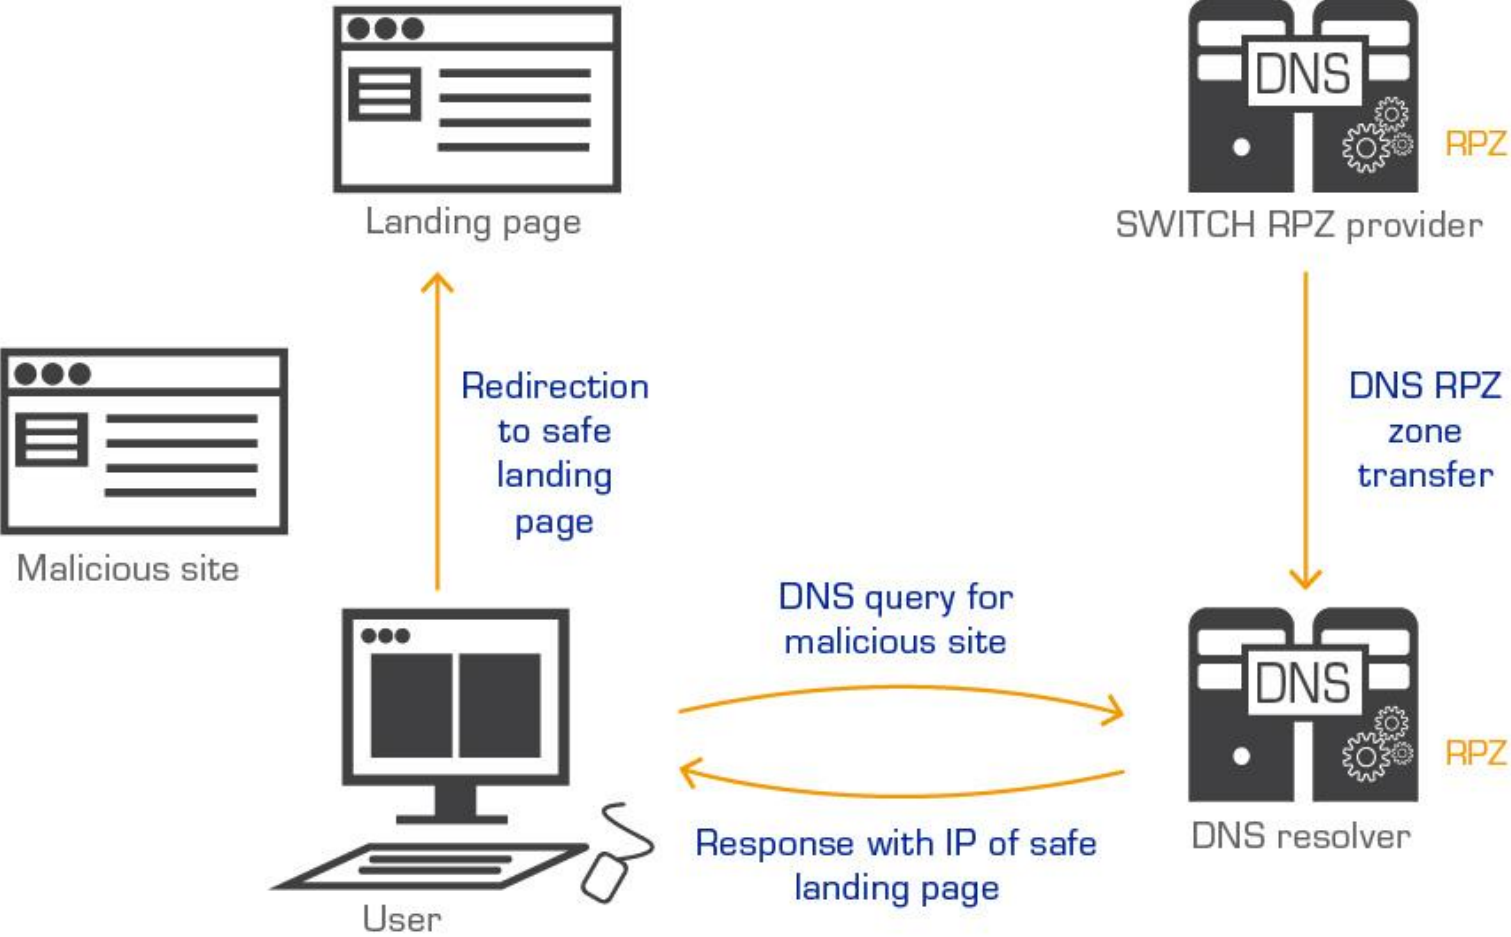 DNS
RPZ
Landing page
SWITCH RPZ provider
Redirection
to safe
landing
page
DNS RPZ
zone
transfer
Malicious site
DNS query for
malicious site
DNS
RPZ
Response with IP of safe
landing page
DNS resolver
User